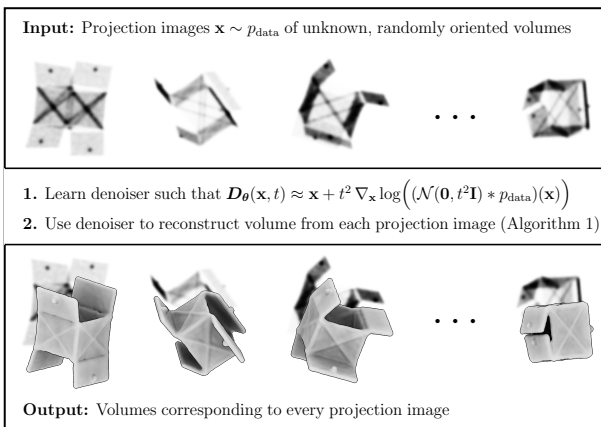 Input: Projection images x ∼ p_data of unknown, randomly oriented volumes
. . .
1. Learn denoiser such that D_θ(x, t) ≈ x + t² ∇_x log((N(0, t²I) ∗ p_data)(x))
2. Use denoiser to reconstruct volume from each projection image (Algorithm 1)
. . .
Output: Volumes corresponding to every projection image